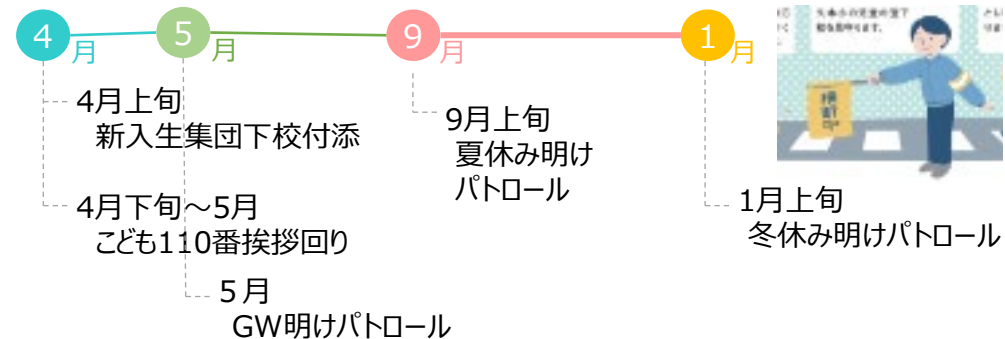 4月
5月
9月
1月
4月上旬
新入生集団下校付添
4月下旬～5月
こども110番挨拶回り
５月
GW明けパトロール
9月上旬
夏休み明け
パトロール
1月上旬
冬休み明けパトロール
横断中